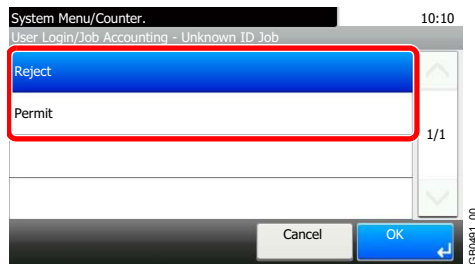 System Menu/Counter. 10:10
User Login/Job Accounting - Unknown ID Job
Reject
Permit
1/1
Cancel OK
GB0491_00